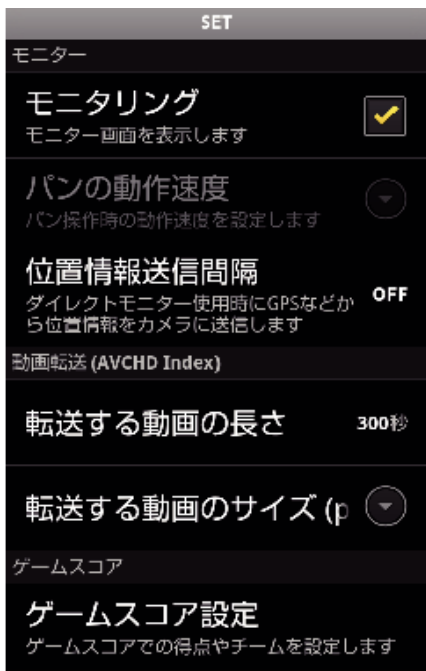 SET
モニター
モニタリング
モニター画面を表示します
パンの動作速度
パン操作時の動作速度を設定します
位置情報送信間隔
OFF
ダイレクトモニター使用時にGPSなどか
ら位置情報をカメラに送信します
動画転送 (AVCHD Index)
転送する動画の長さ
300秒
転送する動画のサイズ (p
ゲームスコア
ゲームスコア設定
ゲームスコアでの得点やチームを設定します